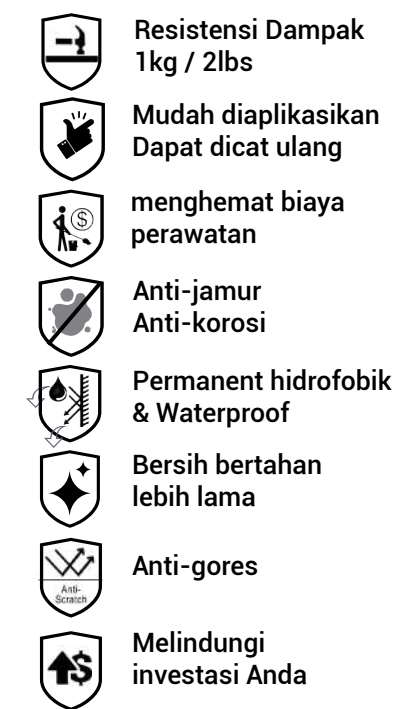 Resistensi Dampak
1kg / 2lbs
Mudah diaplikasikan
Dapat dicat ulang
$
menghemat biaya
perawatan
Anti-jamur
Anti-korosi
Permanent hidrofobik
& Waterproof
Bersih bertahan
lebih lama
Anti-
Scratch
Anti-gores
$
Melindungi
investasi Anda